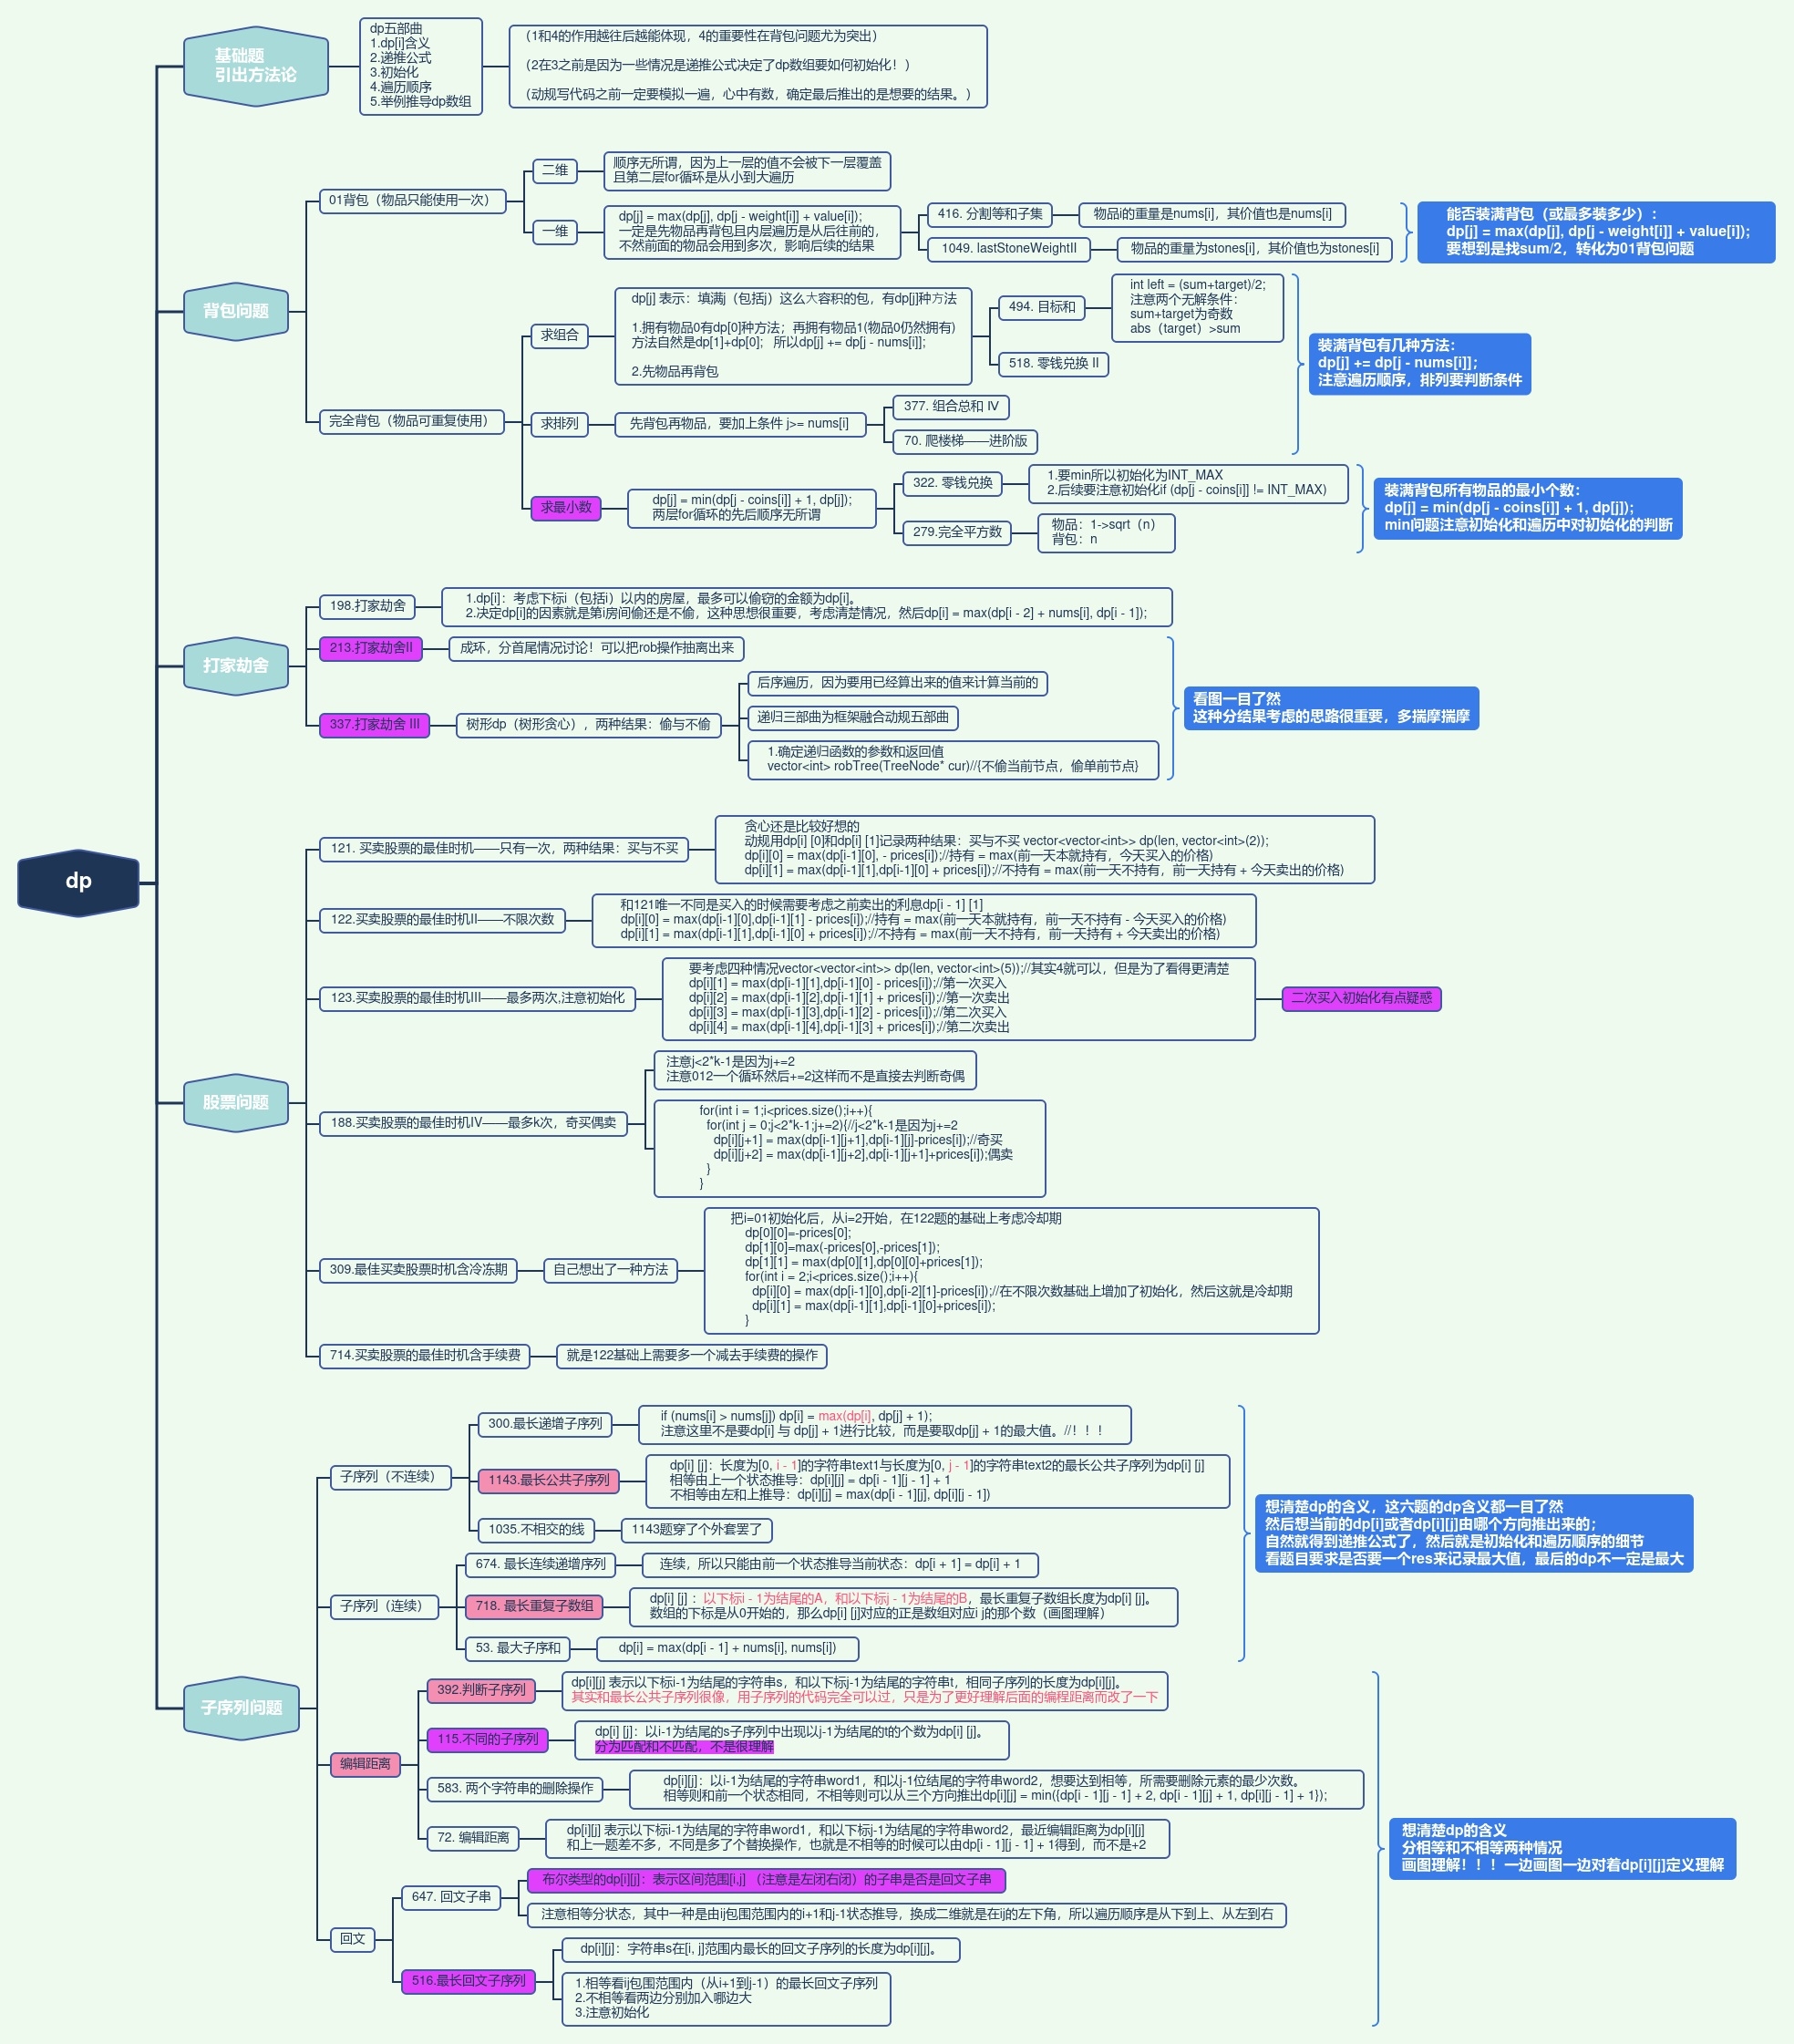 dp
基础题
引出方法论
dp五部曲
1.dp[i]含义
2.递推公式
3.初始化
4.遍历顺序
5.举例推导dp数组
（1和4的作用越往后越能体现，4的重要性在背包问题尤为突出）
（2在3之前是因为一些情况是递推公式决定了dp数组要如何初始化！）
（动规写代码之前一定要模拟一遍，心中有数，确定最后推出的是想要的结果。）
背包问题
01背包（物品只能使用一次）
二维
顺序无所谓，因为上一层的值不会被下一层覆盖
且第二层for循环是从小到大遍历
一维
dp[j] = max(dp[j], dp[j - weight[i]] + value[i]);
一定是先物品再背包且内层遍历是从后往前的，
不然前面的物品会用到多次，影响后续的结果
416. 分割等和子集
物品i的重量是nums[i]，其价值也是nums[i]
1049. lastStoneWeightII
物品的重量为stones[i]，其价值也为stones[i]
能否装满背包（或最多装多少）：
dp[j] = max(dp[j], dp[j - weight[i]] + value[i]);
要想到是找sum/2，转化为01背包问题
完全背包（物品可重复使用）
求组合
dp[j] 表示：填满j（包括j）这么大容积的包，有dp[j]种方法
1.拥有物品0有dp[0]种方法；再拥有物品1(物品0仍然拥有)
方法自然是dp[1]+dp[0]； 所以dp[j] += dp[j - nums[i]];
2.先物品再背包
494. 目标和
int left = (sum+target)/2;
注意两个无解条件：
sum+target为奇数
abs（target）>sum
518. 零钱兑换 II
求排列
先背包再物品，要加上条件 j>= nums[i]
377. 组合总和 Ⅳ
70. 爬楼梯——进阶版
装满背包有几种方法：
dp[j] += dp[j - nums[i]];
注意遍历顺序，排列要判断条件
求最小数
dp[j] = min(dp[j - coins[i]] + 1, dp[j]);
两层for循环的先后顺序无所谓
322. 零钱兑换
1.要min所以初始化为INT_MAX
2.后续要注意初始化if (dp[j - coins[i]] != INT_MAX)
279.完全平方数
物品：1->sqrt（n）
背包：n
装满背包所有物品的最小个数：
dp[j] = min(dp[j - coins[i]] + 1, dp[j]);
min问题注意初始化和遍历中对初始化的判断
打家劫舍
198.打家劫舍
1.dp[i]：考虑下标i（包括i）以内的房屋，最多可以偷窃的金额为dp[i]。
2.决定dp[i]的因素就是第i房间偷还是不偷，这种思想很重要，考虑清楚情况，然后dp[i] = max(dp[i - 2] + nums[i], dp[i - 1]);
213.打家劫舍II
成环，分首尾情况讨论！可以把rob操作抽离出来
337.打家劫舍 III
树形dp（树形贪心），两种结果：偷与不偷
后序遍历，因为要用已经算出来的值来计算当前的
递归三部曲为框架融合动规五部曲
1.确定递归函数的参数和返回值
vector<int> robTree(TreeNode* cur)//{不偷当前节点，偷单前节点}
看图一目了然
这种分结果考虑的思路很重要，多揣摩揣摩
股票问题
121. 买卖股票的最佳时机——只有一次，两种结果：买与不买
贪心还是比较好想的
动规用dp[i] [0]和dp[i] [1]记录两种结果：买与不买 vector<vector<int>> dp(len, vector<int>(2));
dp[i][0] = max(dp[i-1][0], - prices[i]);//持有 = max(前一天本就持有，今天买入的价格)
dp[i][1] = max(dp[i-1][1],dp[i-1][0] + prices[i]);//不持有 = max(前一天不持有，前一天持有 + 今天卖出的价格)
122.买卖股票的最佳时机II——不限次数
和121唯一不同是买入的时候需要考虑之前卖出的利息dp[i - 1] [1]
dp[i][0] = max(dp[i-1][0],dp[i-1][1] - prices[i]);//持有 = max(前一天本就持有，前一天不持有 - 今天买入的价格)
dp[i][1] = max(dp[i-1][1],dp[i-1][0] + prices[i]);//不持有 = max(前一天不持有，前一天持有 + 今天卖出的价格)
123.买卖股票的最佳时机III——最多两次,注意初始化
要考虑四种情况vector<vector<int>> dp(len, vector<int>(5));//其实4就可以，但是为了看得更清楚
dp[i][1] = max(dp[i-1][1],dp[i-1][0] - prices[i]);//第一次买入
dp[i][2] = max(dp[i-1][2],dp[i-1][1] + prices[i]);//第一次卖出
dp[i][3] = max(dp[i-1][3],dp[i-1][2] - prices[i]);//第二次买入
dp[i][4] = max(dp[i-1][4],dp[i-1][3] + prices[i]);//第二次卖出
二次买入初始化有点疑惑
188.买卖股票的最佳时机IV——最多k次，奇买偶卖
注意j<2*k-1是因为j+=2
注意012一个循环然后+=2这样而不是直接去判断奇偶
for(int i = 1;i<prices.size();i++){
for(int j = 0;j<2*k-1;j+=2){//j<2*k-1是因为j+=2
dp[i][j+1] = max(dp[i-1][j+1],dp[i-1][j]-prices[i]);//奇买
dp[i][j+2] = max(dp[i-1][j+2],dp[i-1][j+1]+prices[i]);偶卖
}
}
309.最佳买卖股票时机含冷冻期
自己想出了一种方法
把i=01初始化后，从i=2开始，在122题的基础上考虑冷却期
dp[0][0]=-prices[0];
dp[1][0]=max(-prices[0],-prices[1]);
dp[1][1] = max(dp[0][1],dp[0][0]+prices[1]);
for(int i = 2;i<prices.size();i++){
dp[i][0] = max(dp[i-1][0],dp[i-2][1]-prices[i]);//在不限次数基础上增加了初始化，然后这就是冷却期
dp[i][1] = max(dp[i-1][1],dp[i-1][0]+prices[i]);
}
714.买卖股票的最佳时机含手续费
就是122基础上需要多一个减去手续费的操作
子序列问题
子序列（不连续）
300.最长递增子序列
if (nums[i] > nums[j]) dp[i] = max(dp[i], dp[j] + 1);
注意这里不是要dp[i] 与 dp[j] + 1进行比较，而是要取dp[j] + 1的最大值。//！！！
1143.最长公共子序列
dp[i] [j]：长度为[0, i - 1]的字符串text1与长度为[0, j - 1]的字符串text2的最长公共子序列为dp[i] [j]
相等由上一个状态推导：dp[i][j] = dp[i - 1][j - 1] + 1
不相等由左和上推导：dp[i][j] = max(dp[i - 1][j], dp[i][j - 1])
1035.不相交的线
1143题穿了个外套罢了
子序列（连续）
674. 最长连续递增序列
连续，所以只能由前一个状态推导当前状态：dp[i + 1] = dp[i] + 1
718. 最长重复子数组
dp[i] [j] ：以下标i - 1为结尾的A，和以下标j - 1为结尾的B，最长重复子数组长度为dp[i] [j]。
数组的下标是从0开始的，那么dp[i] [j]对应的正是数组对应i j的那个数（画图理解）
53. 最大子序和
dp[i] = max(dp[i - 1] + nums[i], nums[i])
想清楚dp的含义，这六题的dp含义都一目了然
然后想当前的dp[i]或者dp[i][j]由哪个方向推出来的；
自然就得到递推公式了，然后就是初始化和遍历顺序的细节
看题目要求是否要一个res来记录最大值，最后的dp不一定是最大
编辑距离
392.判断子序列
dp[i][j] 表示以下标i-1为结尾的字符串s，和以下标j-1为结尾的字符串t，相同子序列的长度为dp[i][j]。
其实和最长公共子序列很像，用子序列的代码完全可以过，只是为了更好理解后面的编程距离而改了一下
115.不同的子序列
dp[i] [j]：以i-1为结尾的s子序列中出现以j-1为结尾的t的个数为dp[i] [j]。
分为匹配和不匹配，不是很理解
583. 两个字符串的删除操作
dp[i][j]：以i-1为结尾的字符串word1，和以j-1位结尾的字符串word2，想要达到相等，所需要删除元素的最少次数。
相等则和前一个状态相同，不相等则可以从三个方向推出dp[i][j] = min({dp[i - 1][j - 1] + 2, dp[i - 1][j] + 1, dp[i][j - 1] + 1});
72. 编辑距离
dp[i][j] 表示以下标i-1为结尾的字符串word1，和以下标j-1为结尾的字符串word2，最近编辑距离为dp[i][j]
和上一题差不多，不同是多了个替换操作，也就是不相等的时候可以由dp[i - 1][j - 1] + 1得到，而不是+2
回文
647. 回文子串
布尔类型的dp[i][j]：表示区间范围[i,j] （注意是左闭右闭）的子串是否是回文子串
注意相等分状态，其中一种是由ij包围范围内的i+1和j-1状态推导，换成二维就是在ij的左下角，所以遍历顺序是从下到上、从左到右
516.最长回文子序列
dp[i][j]：字符串s在[i, j]范围内最长的回文子序列的长度为dp[i][j]。
1.相等看ij包围范围内（从i+1到j-1）的最长回文子序列
2.不相等看两边分别加入哪边大
3.注意初始化
想清楚dp的含义
分相等和不相等两种情况
画图理解！！！一边画图一边对着dp[i][j]定义理解